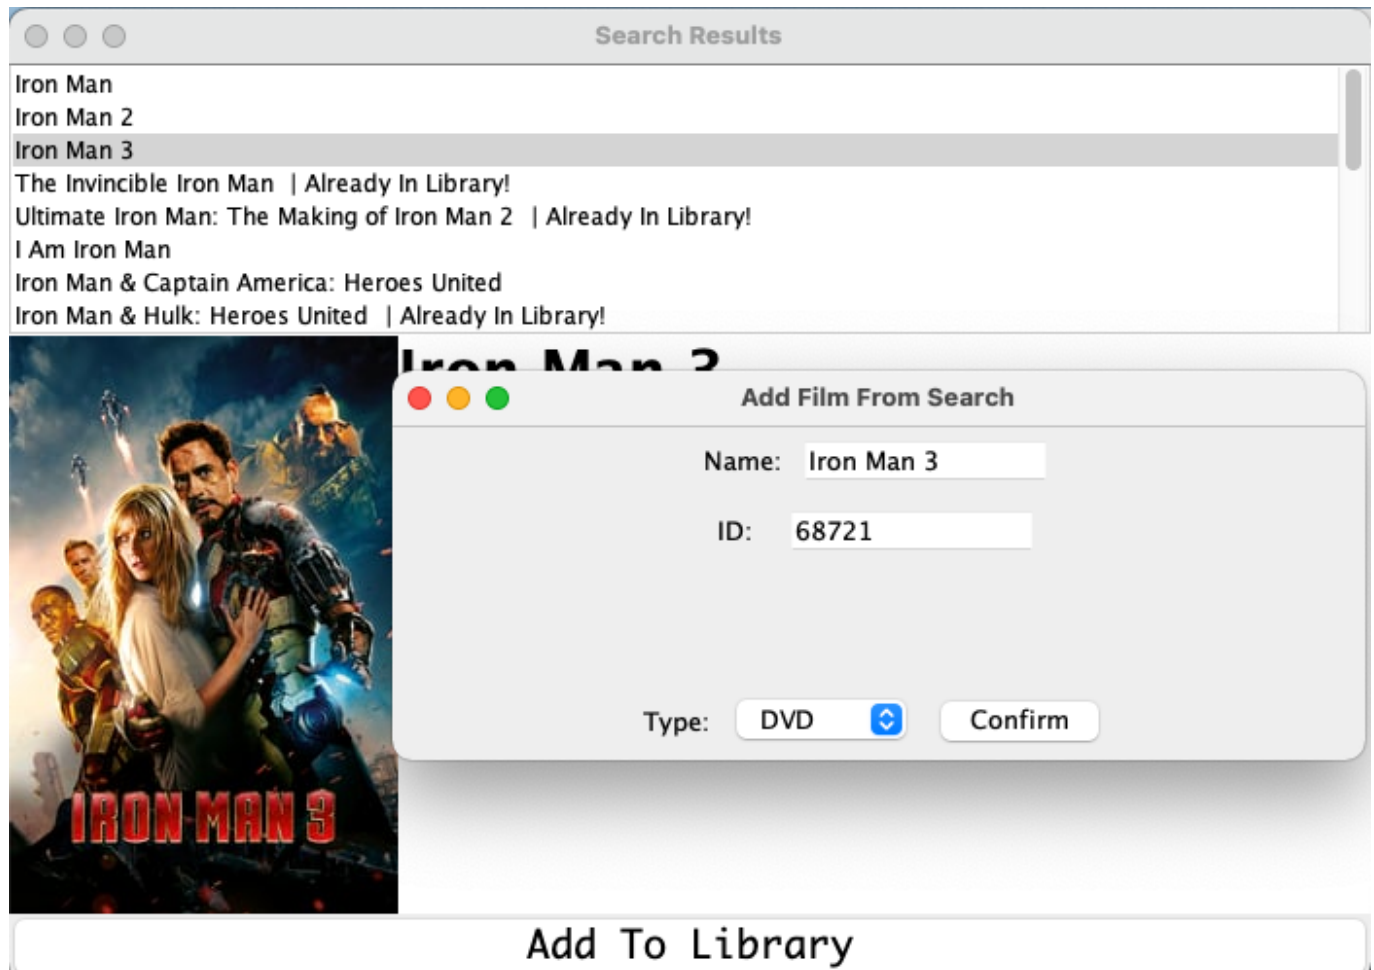 Search Results
Iron Man
Iron Man 2
Iron Man 3
The Invincible Iron Man | Already In Library!
Ultimate Iron Man: The Making of Iron Man 2 | Already In Library!
I Am Iron Man
Iron Man & Captain America: Heroes United
Iron Man & Hulk: Heroes United | Already In Library!
Iron Man 3
Add Film From Search
Name: Iron Man 3
ID: 68721
Type: DVD Confirm
IRON MAN 3
Add To Library